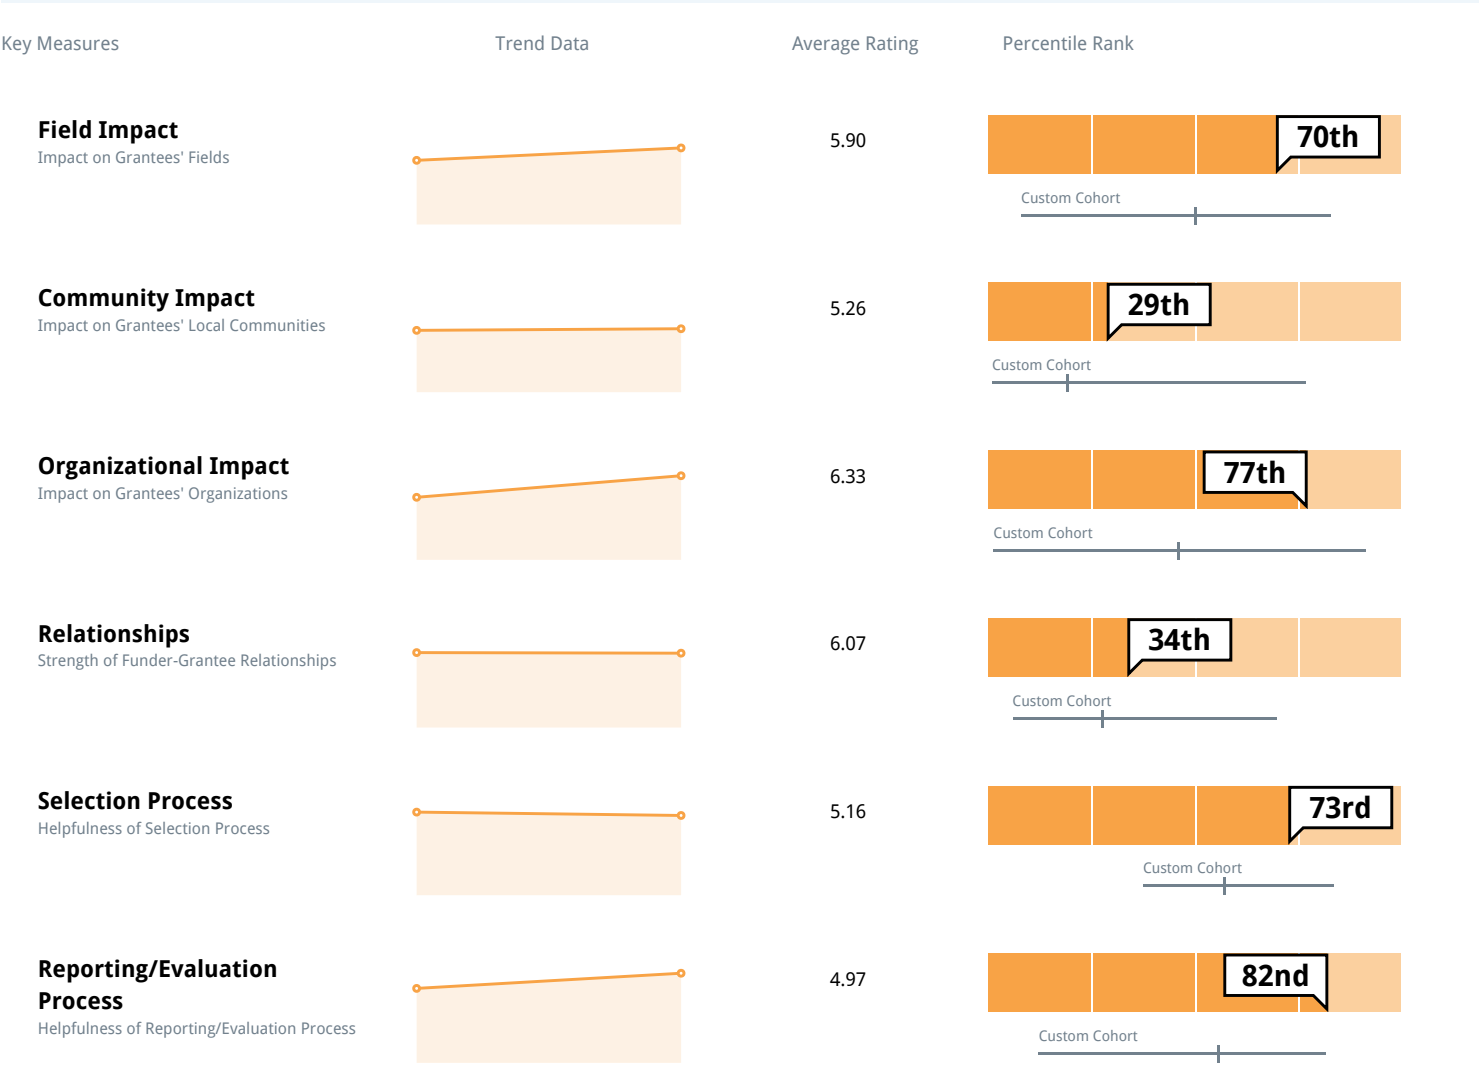 Key Measures
Trend Data
Average Rating
Percentile Rank
Field Impact
Impact on Grantees' Fields
5.90
70th
Custom Cohort
Community Impact
Impact on Grantees' Local Communities
5.26
29th
Custom Cohort
Organizational Impact
Impact on Grantees' Organizations
6.33
77th
Custom Cohort
Relationships
Strength of Funder-Grantee Relationships
6.07
34th
Custom Cohort
Selection Process
Helpfulness of Selection Process
5.16
73rd
Custom Cohort
Reporting/Evaluation
Process
Helpfulness of Reporting/Evaluation Process
4.97
82nd
Custom Cohort